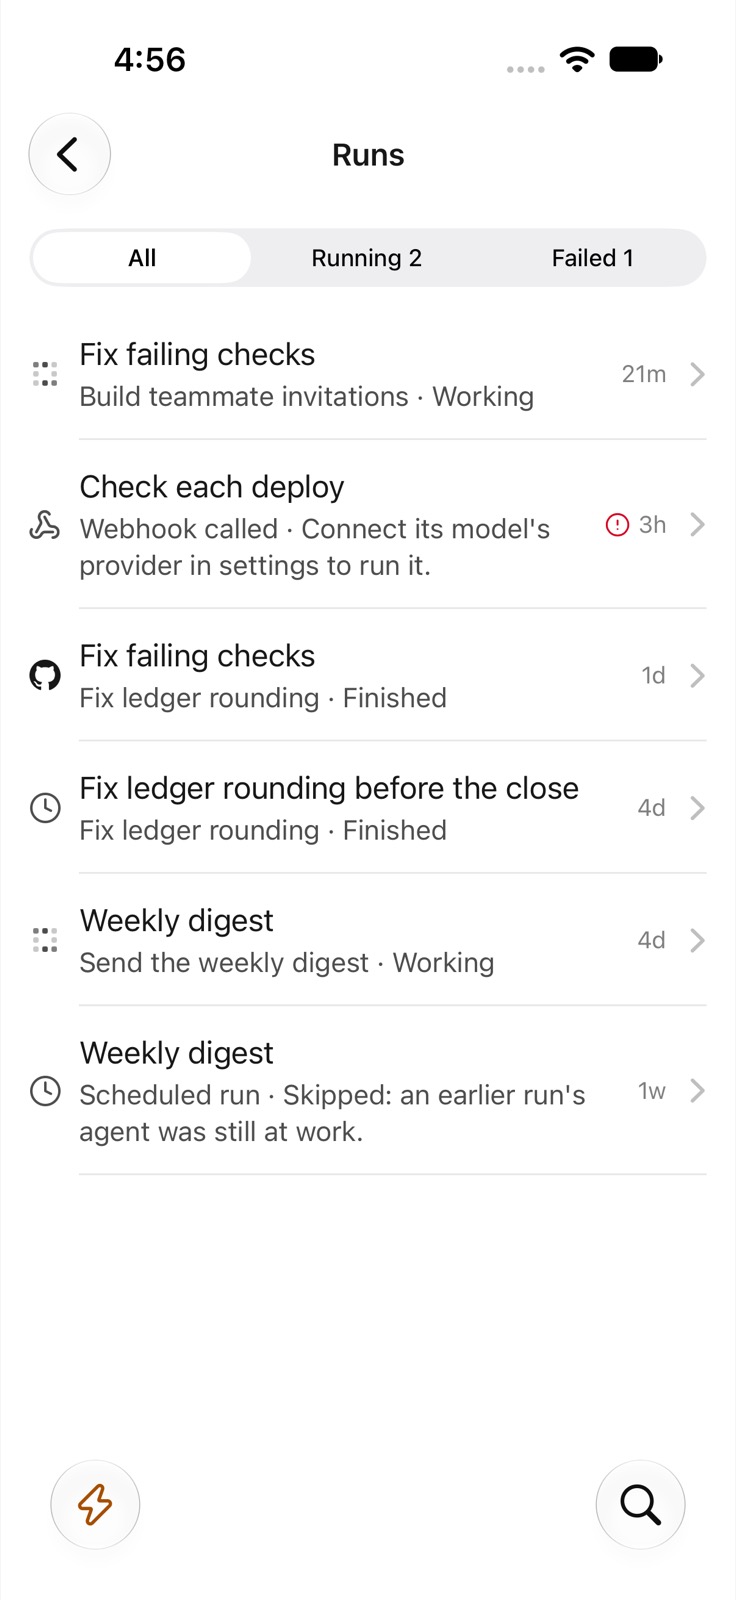 4:56
Runs
All
Running 2
Failed 1
Fix failing checks
Build teammate invitations · Working
21m
Check each deploy
Webhook called · Connect its model's
provider in settings to run it.
3h
Fix failing checks
Fix ledger rounding · Finished
1d
Fix ledger rounding before the close
Fix ledger rounding · Finished
4d
Weekly digest
Send the weekly digest · Working
4d
Weekly digest
Scheduled run · Skipped: an earlier run's
agent was still at work.
1w